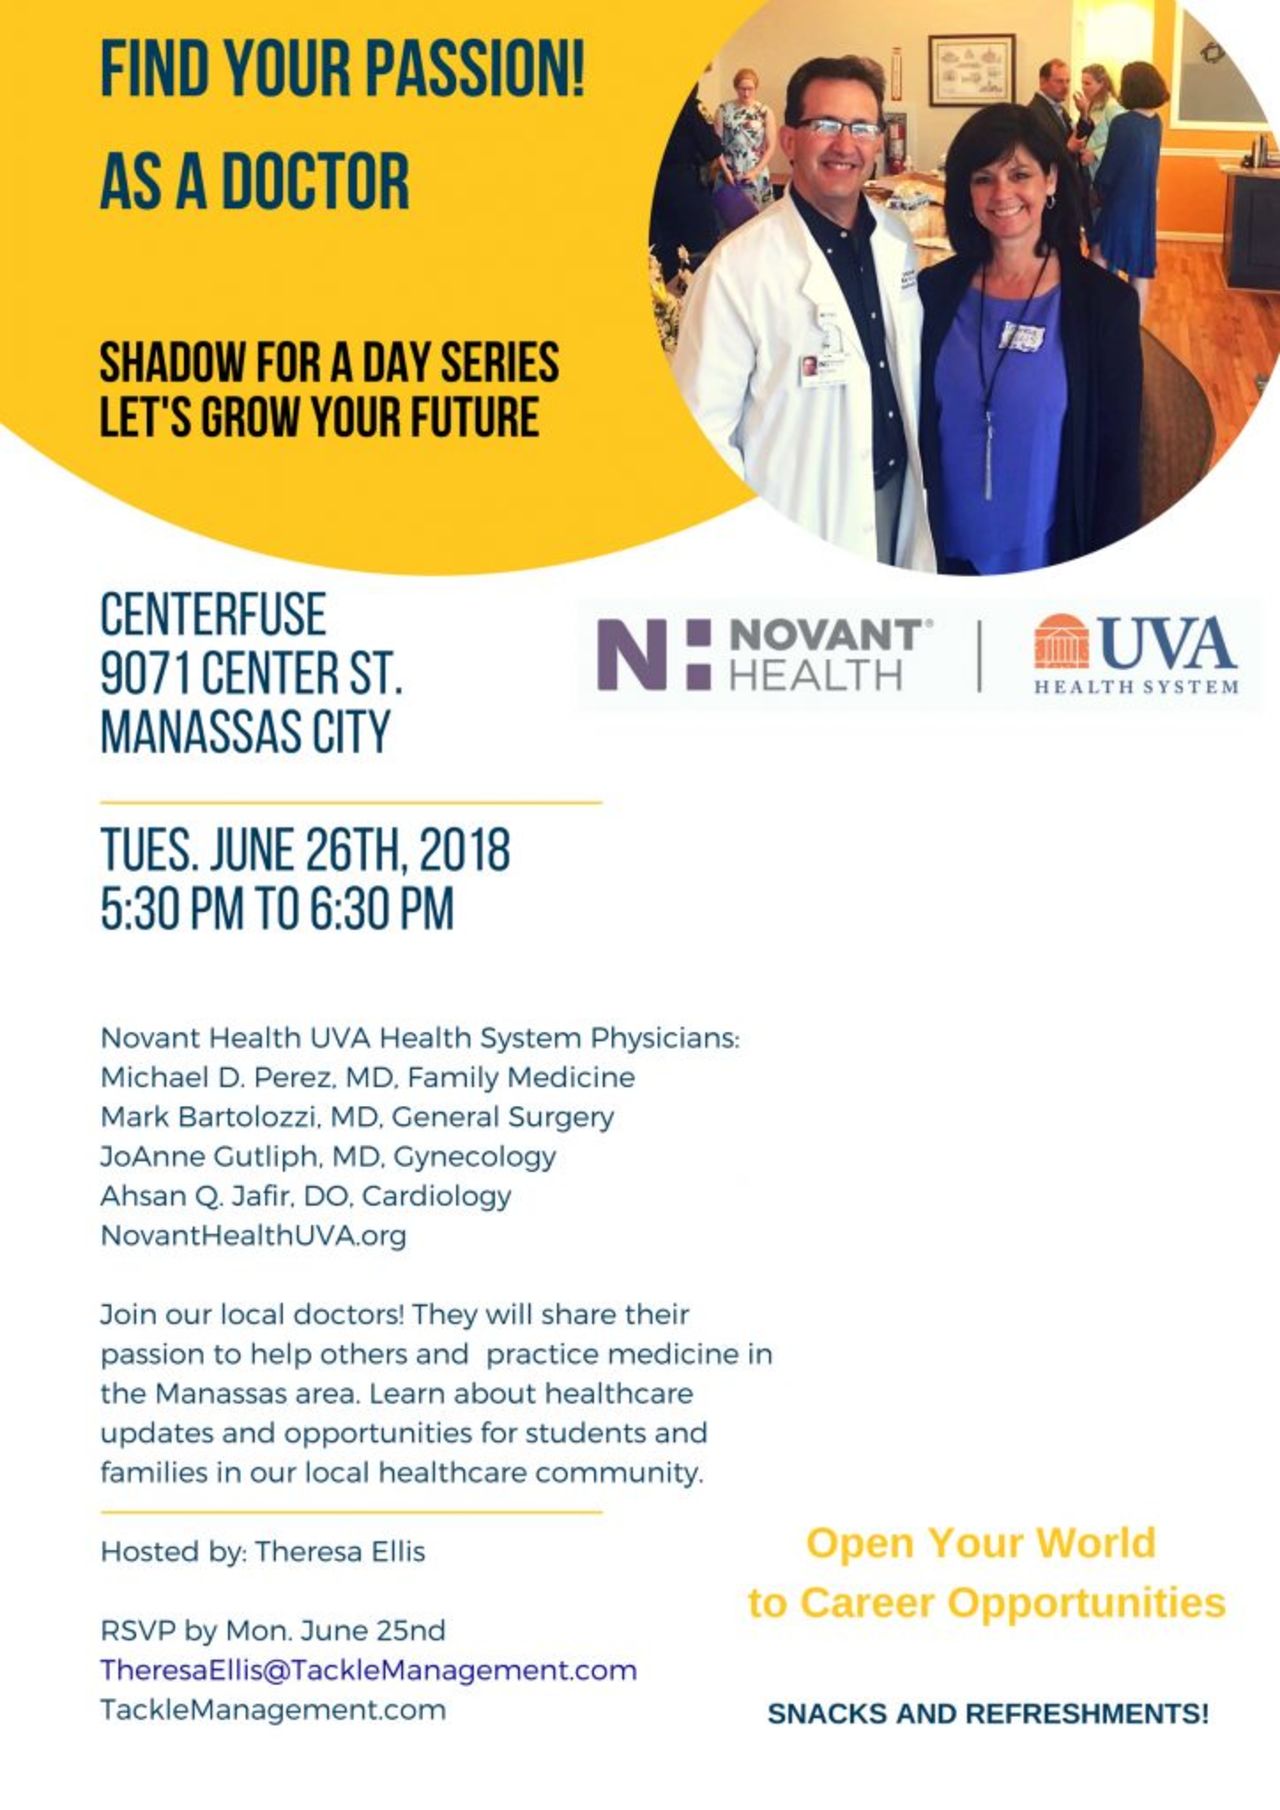 FIND YOUR PASSION!
AS A DOCTOR
SHADOW FOR A DAY SERIES
LET'S GROW YOUR FUTURE
CENTERFUSE
9071 CENTER ST.
MANASSAS CITY
N NOVANT®
HEALTH
UVA
HEALTH SYSTEM
TUES. JUNE 26TH, 2018
5:30 PM TO 6:30 PM
Novant Health UVA Health System Physicians:
Michael D. Perez, MD, Family Medicine
Mark Bartolozzi, MD, General Surgery
JoAnne Gutliph, MD, Gynecology
Ahsan Q. Jafir, DO, Cardiology
NovantHealthUVA.org
Join our local doctors! They will share their
passion to help others and practice medicine in
the Manassas area. Learn about healthcare
updates and opportunities for students and
families in our local healthcare community.
Hosted by: Theresa Ellis
RSVP by Mon. June 25nd
TheresaEllis@TackleManagement.com
TackleManagement.com
Open Your World
to Career Opportunities
SNACKS AND REFRESHMENTS!